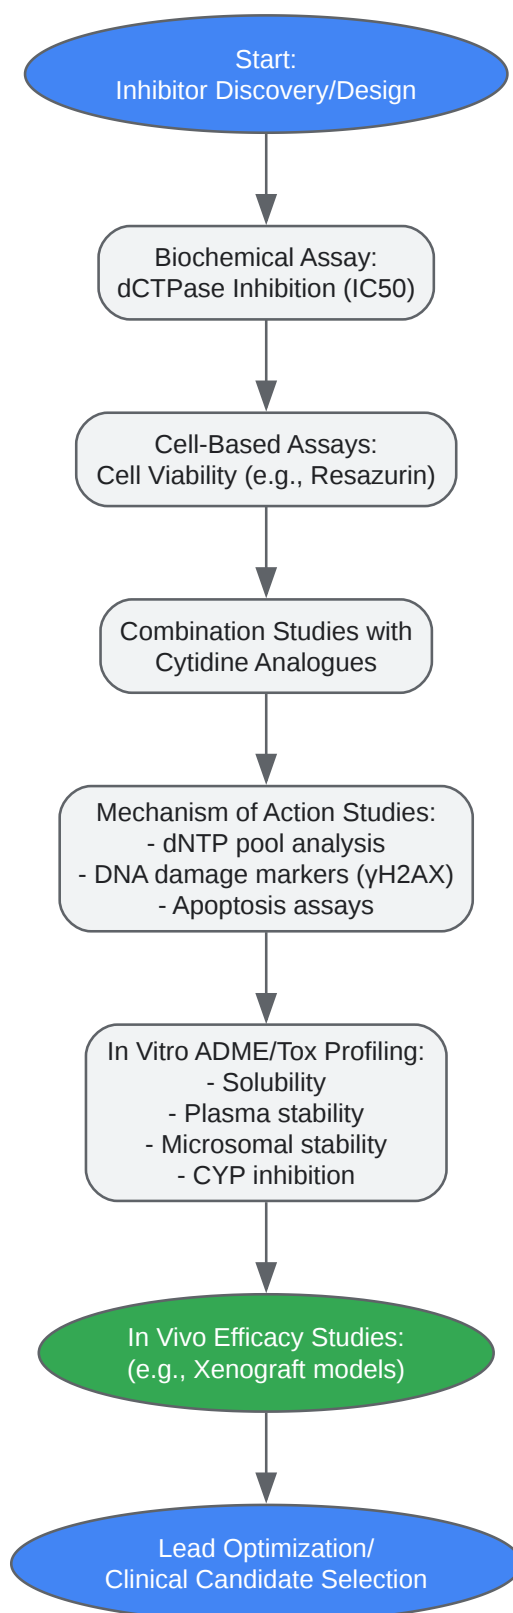 Start:
Inhibitor Discovery/Design
Biochemical Assay:
dCTPase Inhibition (IC50)
Cell-Based Assays:
Cell Viability (e.g., Resazurin)
Combination Studies with
Cytidine Analogues
Mechanism of Action Studies:
- dNTP pool analysis
- DNA damage markers (γH2AX)
- Apoptosis assays
In Vitro ADME/Tox Profiling:
- Solubility
- Plasma stability
- Microsomal stability
- CYP inhibition
In Vivo Efficacy Studies:
(e.g., Xenograft models)
Lead Optimization/
Clinical Candidate Selection